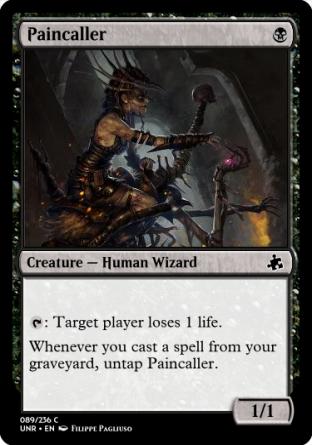 Paincaller
Creature — Human Wizard
: Target player loses 1 life.
Whenever you cast a spell from your
graveyard, untap Paincaller.
089/236 C
UNR • EN Filippe Pagliuso
1/1